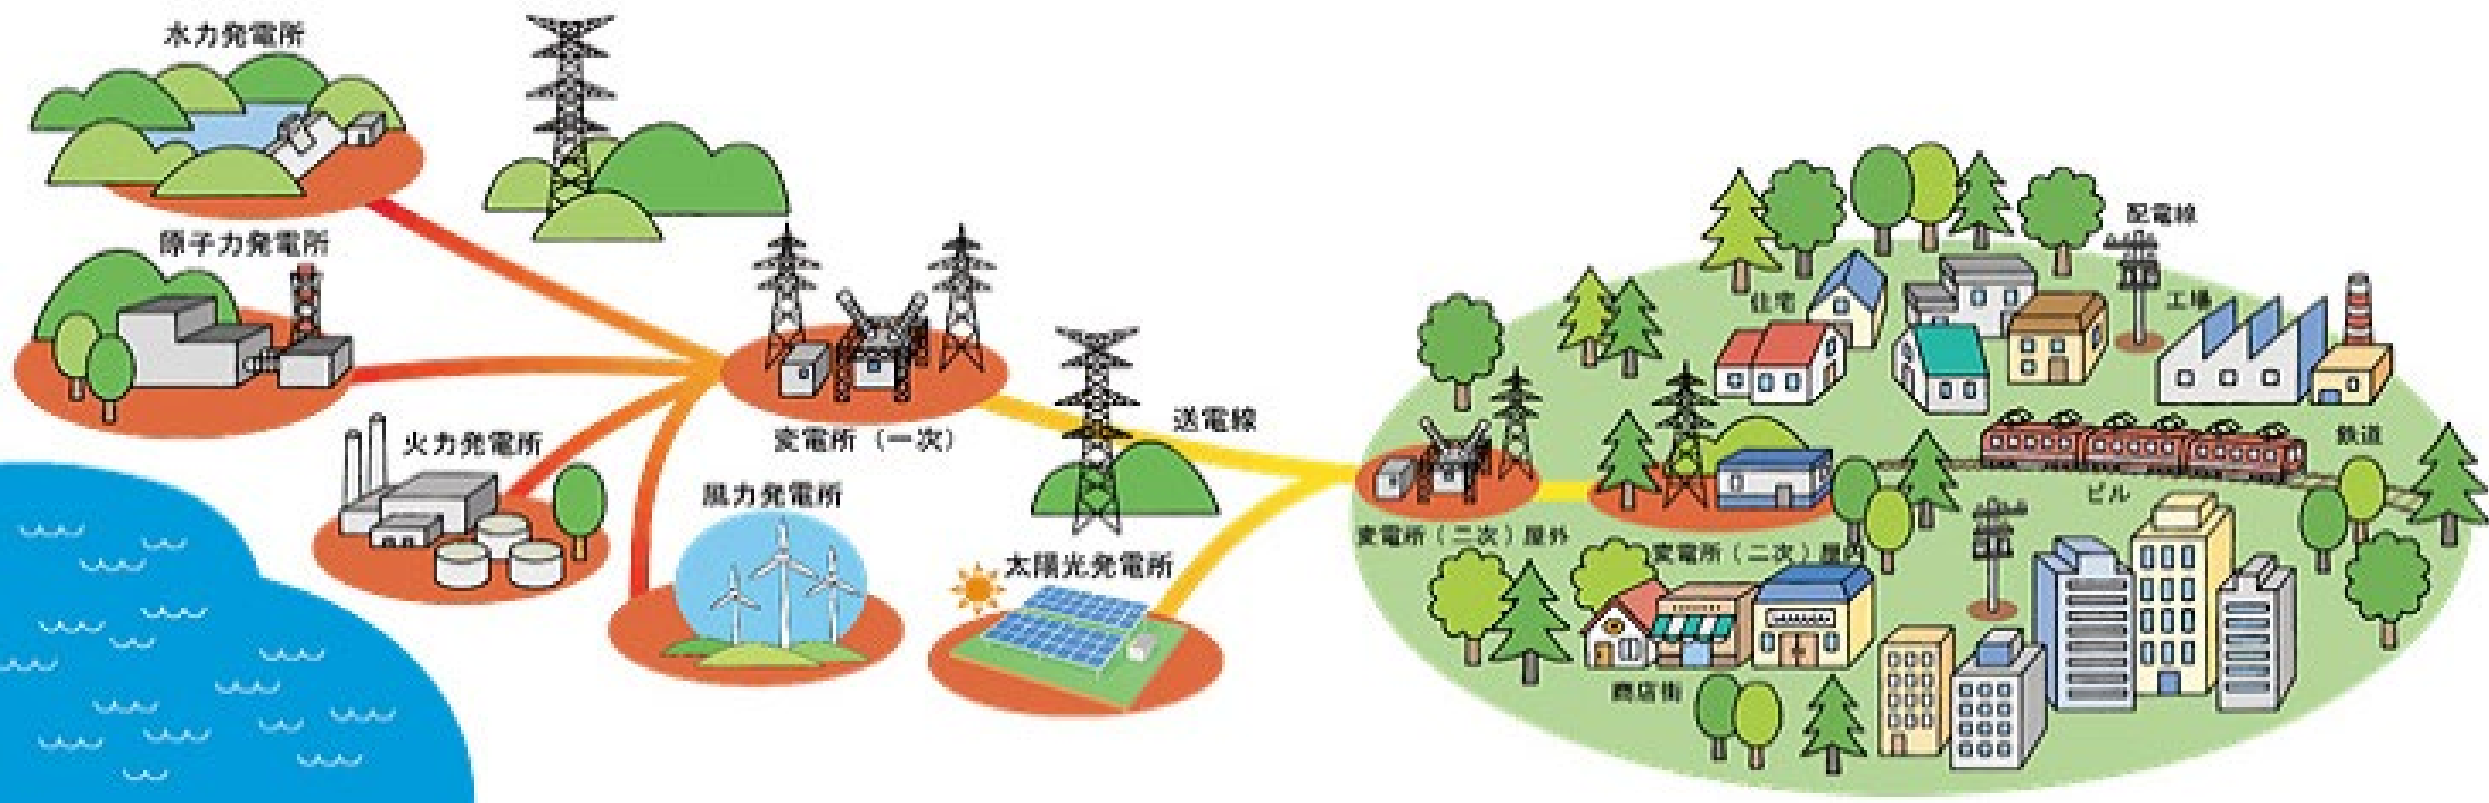 水力発電所
原子力発電所
火力発電所
風力発電所
太陽光発電所
変電所（一次）
送電線
変電所（二次）屋外
変電所（二次）屋内
住宅
配電線
工場
鉄道
ビル
商店街